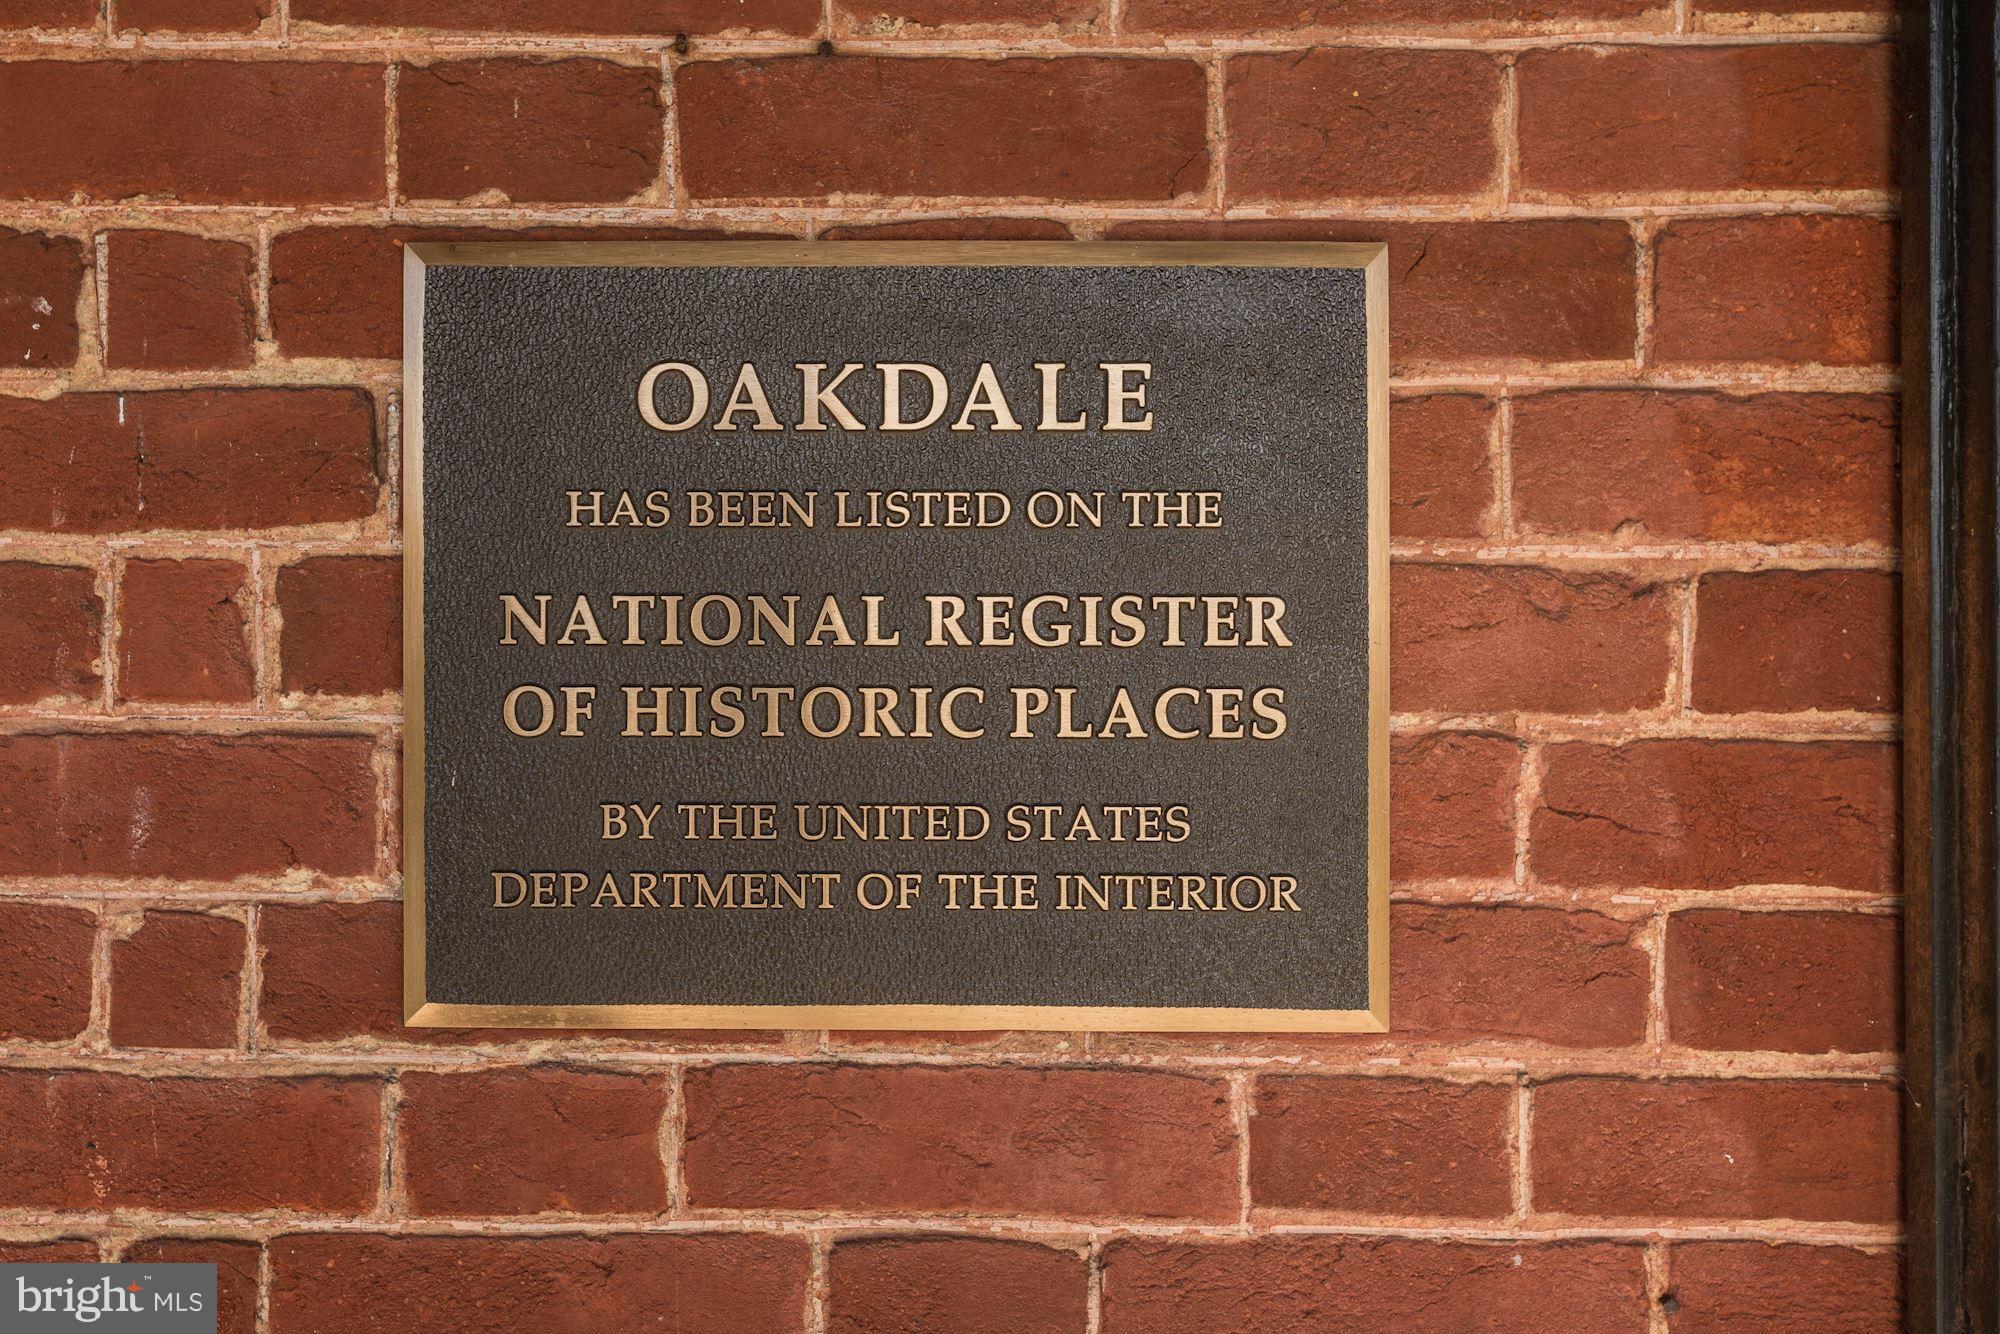 OAKDALE
HAS BEEN LISTED ON THE
NATIONAL REGISTER
OF HISTORIC PLACES
BY THE UNITED STATES
DEPARTMENT OF THE INTERIOR
bright™ MLS